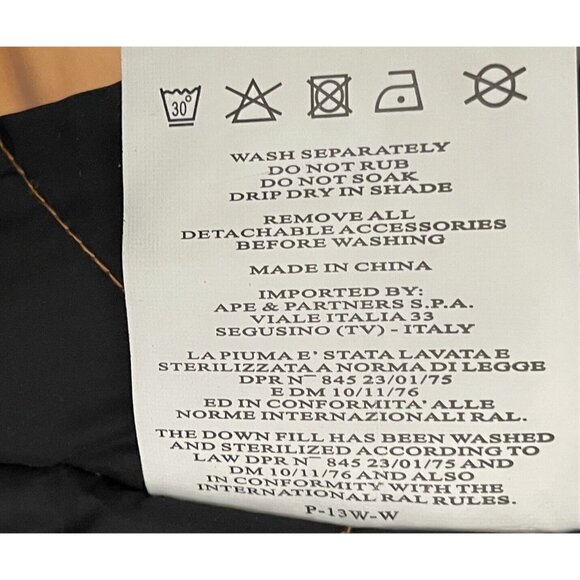 30°
WASH SEPARATELY
DO NOT RUB
DO NOT SOAK
DRIP DRY IN SHADE
REMOVE ALL
DETACHABLE ACCESSORIES
BEFORE WASHING
MADE IN CHINA
IMPORTED BY:
APE & PARTNERS S.P.A.
VIALE ITALIA 33
SEGUSINO (TV) - ITALY
LA PIUMA E' STATA LAVATA E
STERILIZZATA A NORMA DI LEGGE
DPR N¯ 845 23/01/75
E DM 10/11/76
ED IN CONFORMITA' ALLE
NORME INTERNAZIONALI RAL.
THE DOWN FILL HAS BEEN WASHED
AND STERILIZED ACCORDING TO
LAW DPR N¯ 845 23/01/75 AND
DM 10/11/76 AND ALSO
IN CONFORMITY WITH THE
INTERNATIONAL RAL RULES.
P-13W-W